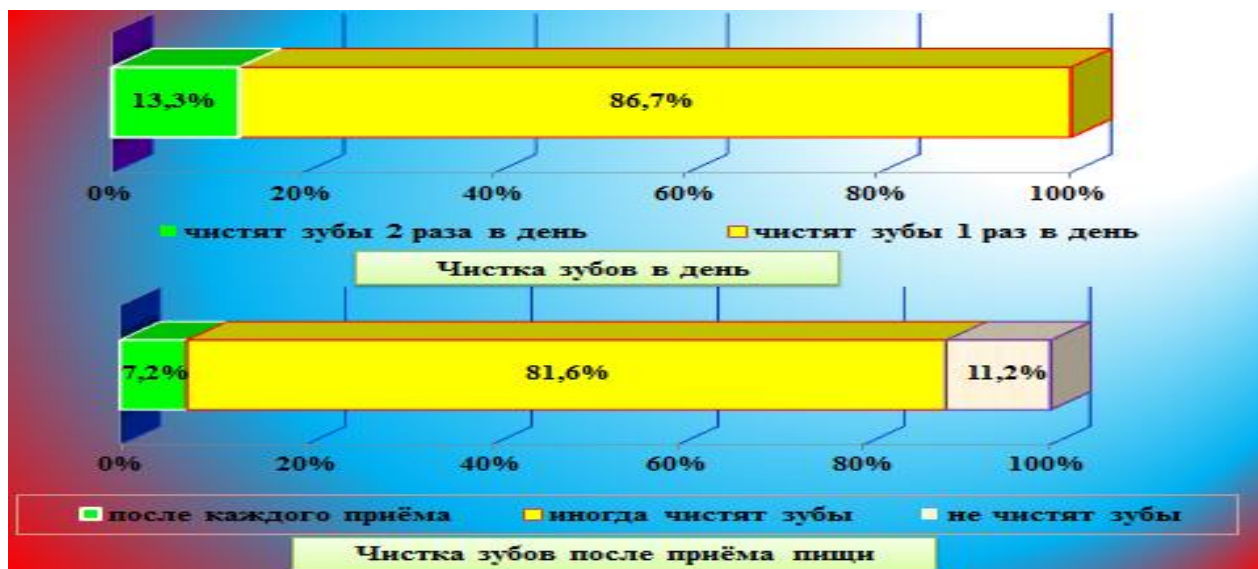 13,3% 86,7%
0% 20% 40% 60% 80% 100%
чистят зубы 2 раза в день чистят зубы 1 раз в день
Чистка зубов в день
7,2% 81,6% 11,2%
0% 20% 40% 60% 80% 100%
после каждого приёма иногда чистят зубы не чистят зубы
Чистка зубов после приёма пищи